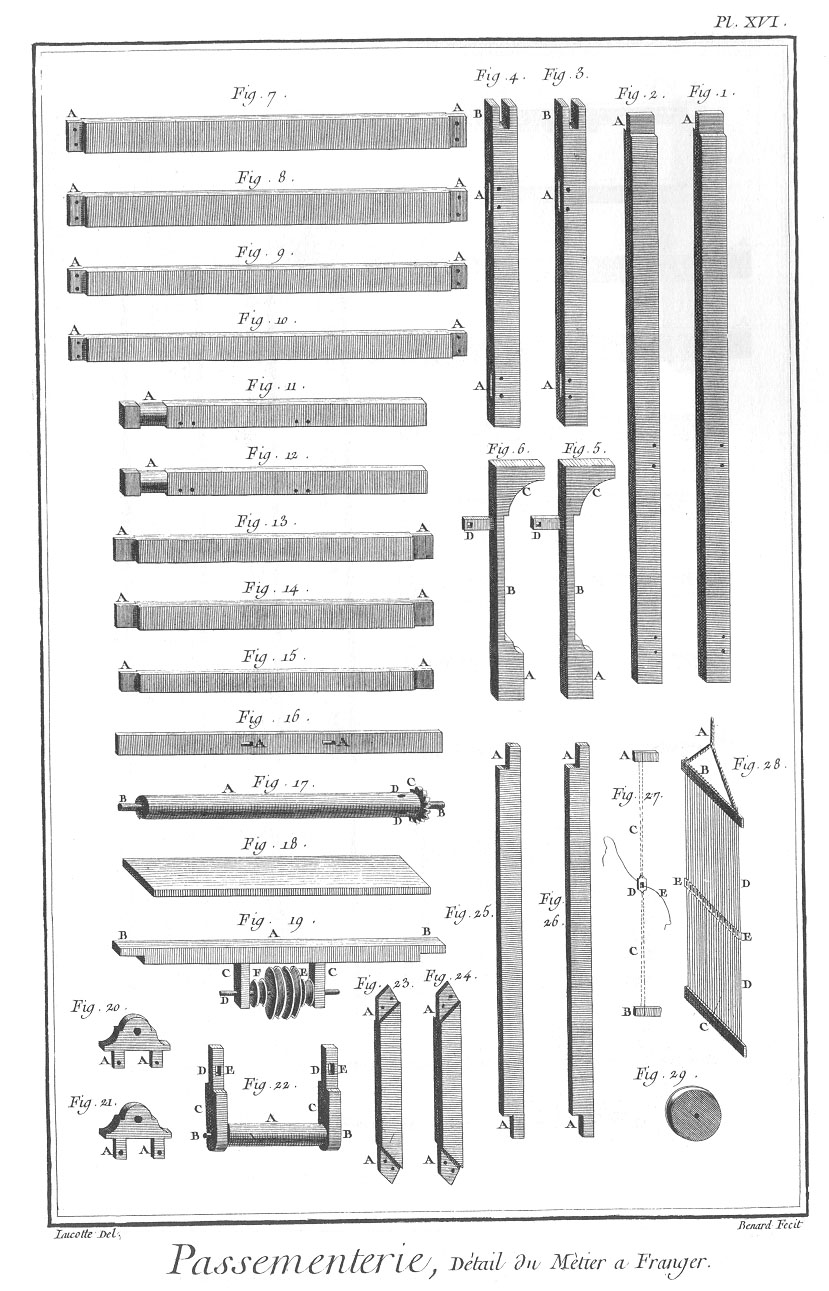 Pl. XVI.
Fig. 4. Fig. 3.
Fig. 7. Fig. 2. Fig. 1.
A A B B A A
Fig. 8.
A A A A
Fig. 9.
A A
Fig. 10.
A A
Fig. 11. A A
A
Fig. 12. Fig. 6. Fig. 5.
A C C
Fig. 13.
A A D D
Fig. 14.
A A B B
Fig. 15.
A A A A
Fig. 16.
A A
A A A A
B Fig. 28.
Fig. 17.
A D C
B B
D
Fig. 27.
C
Fig. 18.
D E E D
Fig. 25. Fig. 26.
Fig. 19.
B A B E
C
C F E C D
D
Fig. 23. Fig. 24.
Fig. 20. A A B C
A A
D E D E
Fig. 22. Fig. 29.
Fig. 21. C C
A A A
B B
A A A A
Lucotte Del. Benard Fecit
Passementerie, Détail du Mètier a Franger.